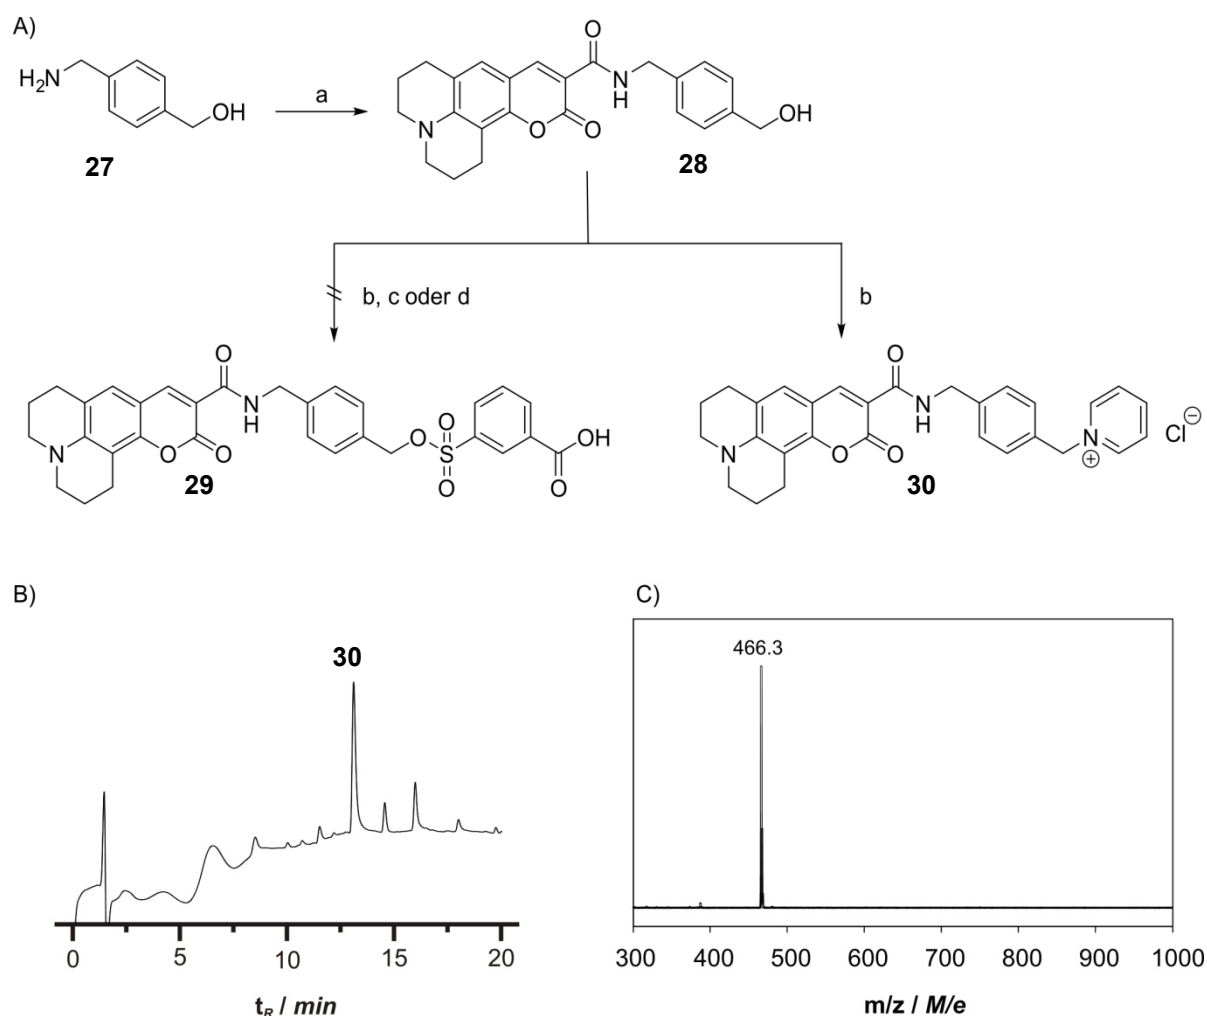 A)
H₂N
OH
a
27
O
N
H
N
O
O
OH
28
b, c oder d
b
O
N
H
N
O
O
O
O
S
O
OH
O
29
O
N
H
N
O
O
N
⊕
Cl⊖
30
B)
C)
30
466.3
0 5 10 15 20
300 400 500 600 700 800 900 1000
tR / min
m/z / M/e